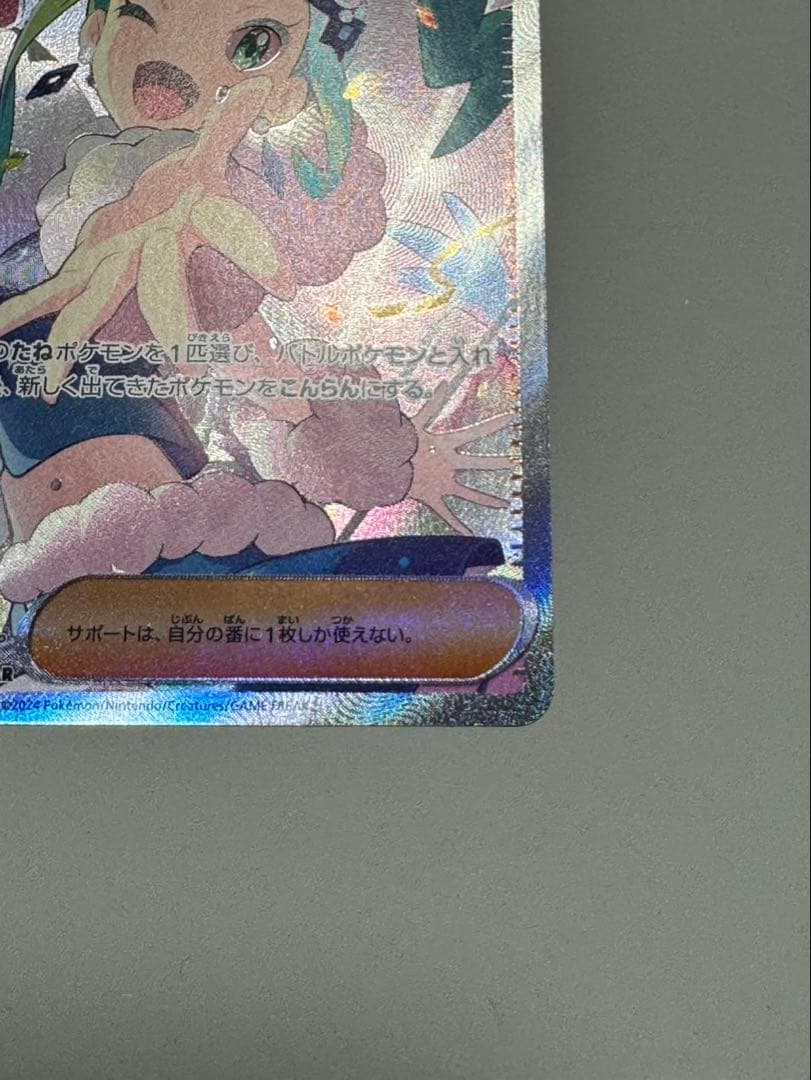 のたねポケモンを1匹選び、バトルポケモンと入れ
、新しく出てきたポケモンをこんらんにする。
サポートは、自分の番に1枚しか使えない。
R
©2024 Pokémon/Nintendo/Creatures/GAME FREAK